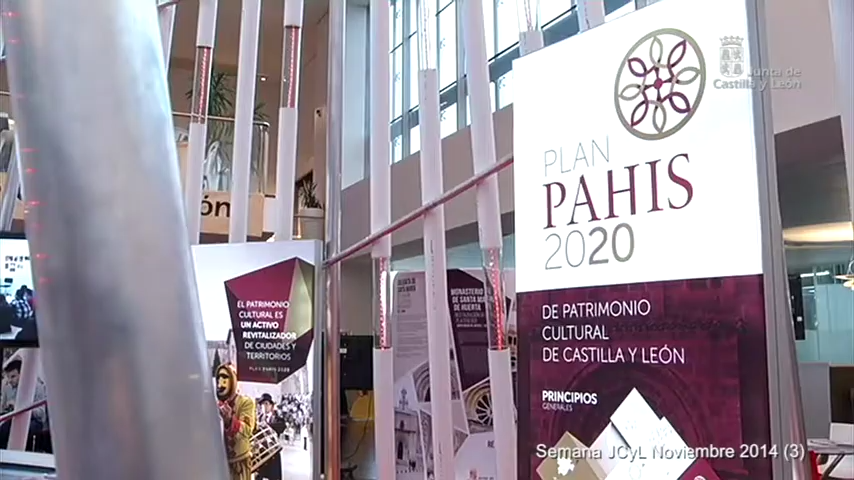 Junta de
Castilla y León
PLAN
PAHIS
2020
DE PATRIMONIO
CULTURAL
DE CASTILLA Y LEÓN
PRINCIPIOS
GENERALES
ón
EL PATRIMONIO
CULTURAL ES
UN ACTIVO
REVITALIZADOR
DE CIUDADES Y
TERRITORIOS
PLAN PAHIS 2020
MONASTERIO
DE SANTA M
DE HUERTA
Semana JCyL Noviembre 2014 (3)